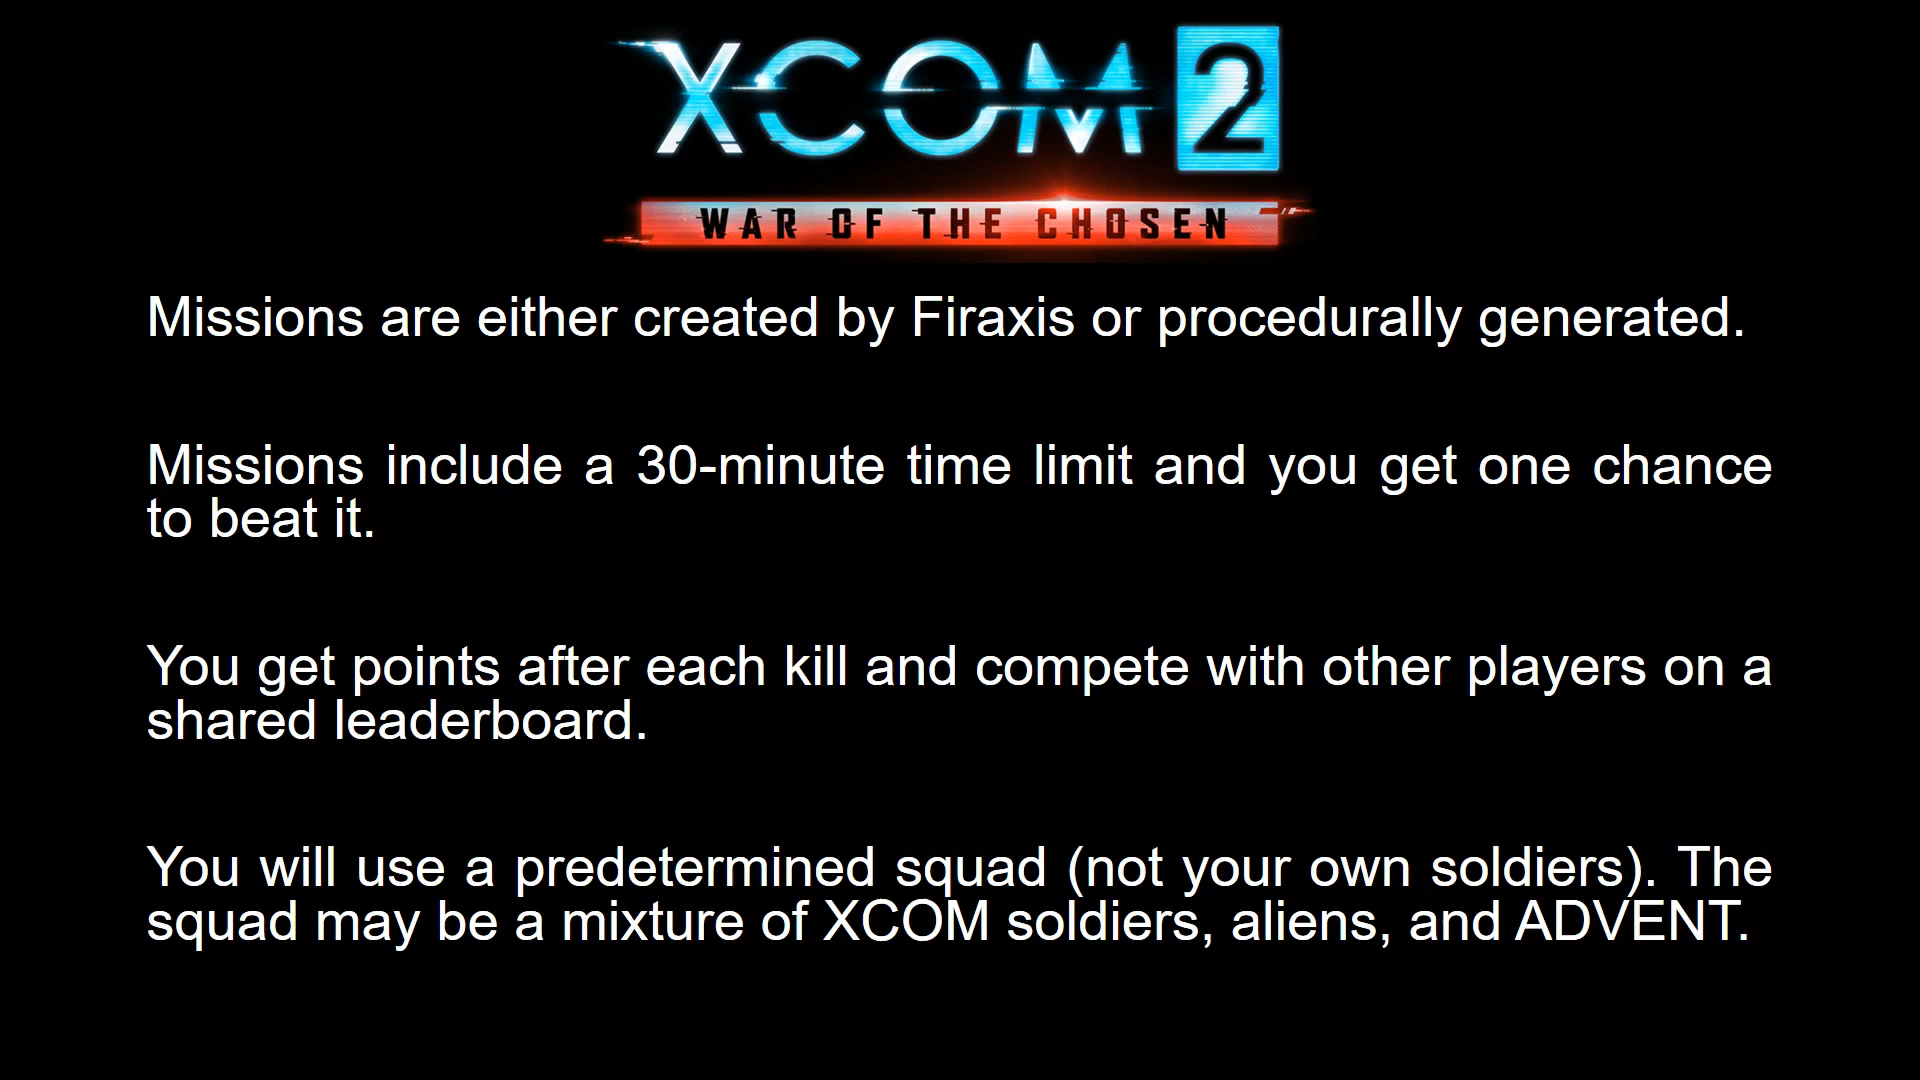 XCOM 2
WAR OF THE CHOSEN
Missions are either created by Firaxis or procedurally generated.
Missions include a 30-minute time limit and you get one chance
to beat it.
You get points after each kill and compete with other players on a
shared leaderboard.
You will use a predetermined squad (not your own soldiers). The
squad may be a mixture of XCOM soldiers, aliens, and ADVENT.